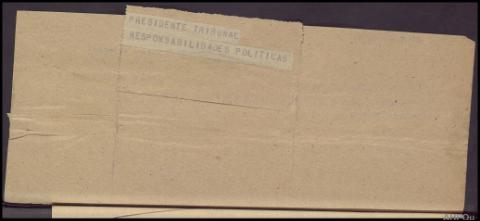 PRESIDENTE TRIBUNAL
RESPONSABILIDADES POLITICAS